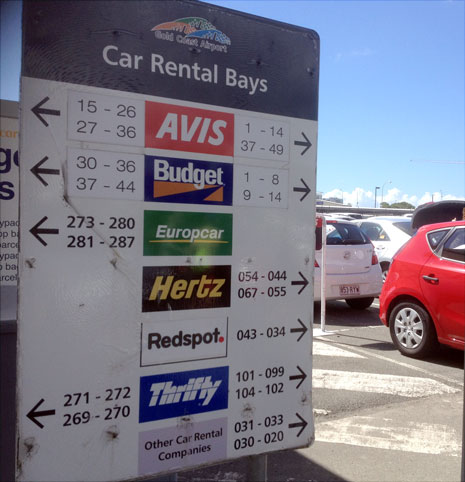 Gold Coast Airport
Car Rental Bays
15 - 26
27 - 36
AVIS
1 - 14
37 - 49
30 - 36
37 - 44
Budget
1 - 8
9 - 14
273 - 280
281 - 287
Europcar
Hertz
054 - 044
067 - 055
Redspot.
043 - 034
271 - 272
269 - 270
Thrifty
101 - 099
104 - 102
Other Car Rental
Companies
031 - 033
030 - 020